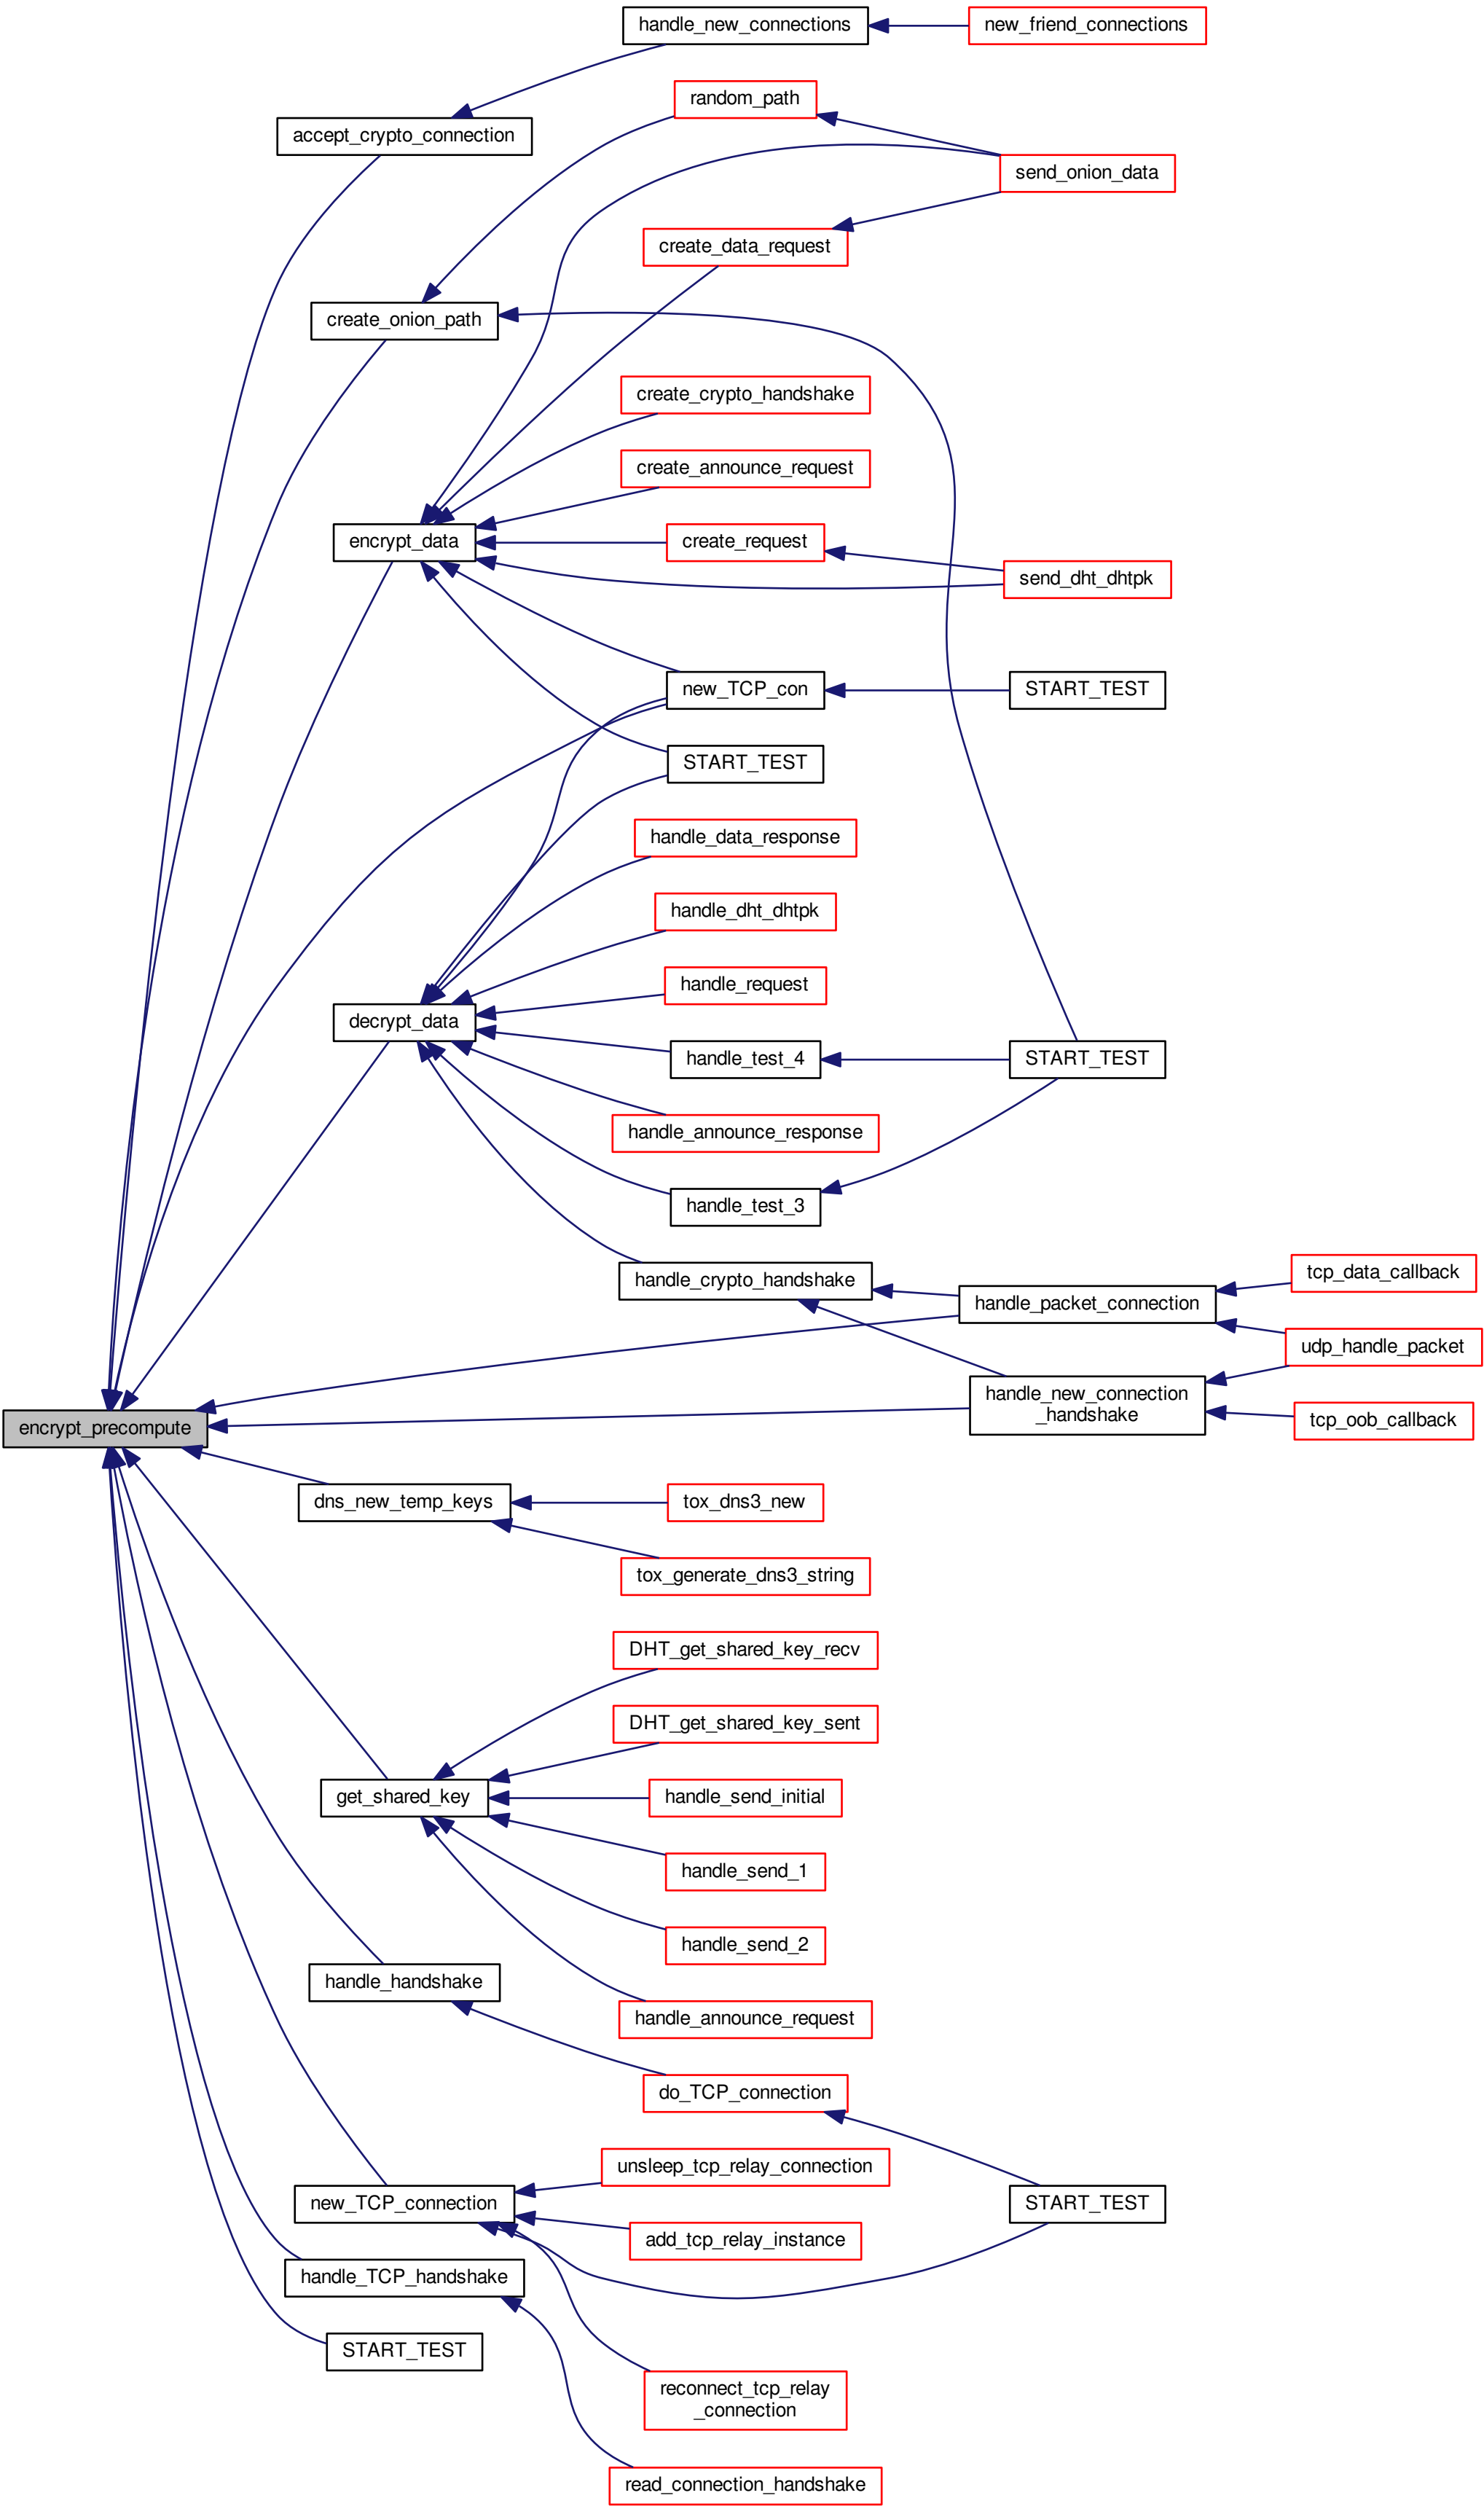 handle_new_connections
new_friend_connections
random_path
accept_crypto_connection
send_onion_data
create_data_request
create_onion_path
create_crypto_handshake
create_announce_request
encrypt_data
create_request
send_dht_dhtpk
new_TCP_con
START_TEST
START_TEST
handle_data_response
handle_dht_dhtpk
handle_request
decrypt_data
handle_test_4
START_TEST
handle_announce_response
handle_test_3
handle_crypto_handshake
handle_packet_connection
tcp_data_callback
udp_handle_packet
handle_new_connection
_handshake
tcp_oob_callback
encrypt_precompute
dns_new_temp_keys
tox_dns3_new
tox_generate_dns3_string
DHT_get_shared_key_recv
DHT_get_shared_key_sent
get_shared_key
handle_send_initial
handle_send_1
handle_send_2
handle_handshake
handle_announce_request
do_TCP_connection
unsleep_tcp_relay_connection
new_TCP_connection
START_TEST
add_tcp_relay_instance
handle_TCP_handshake
START_TEST
reconnect_tcp_relay
_connection
read_connection_handshake